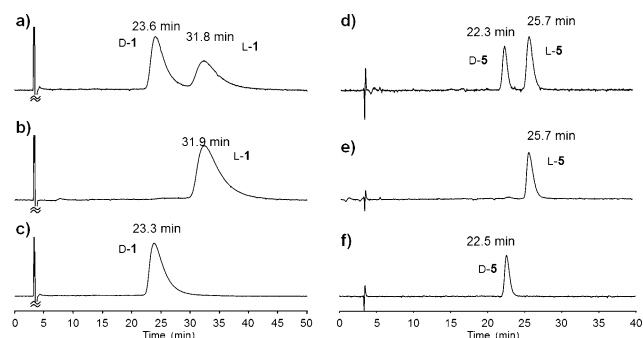 a)
23.6 min
31.8 min
D-1
L-1
b)
31.9 min
L-1
c)
23.3 min
D-1
0 5 10 15 20 25 30 35 40 45 50
Time (min)
d)
25.7 min
22.3 min
D-5
L-5
e)
25.7 min
L-5
f)
22.5 min
D-5
0 5 10 15 20 25 30 35 40
Time (min)